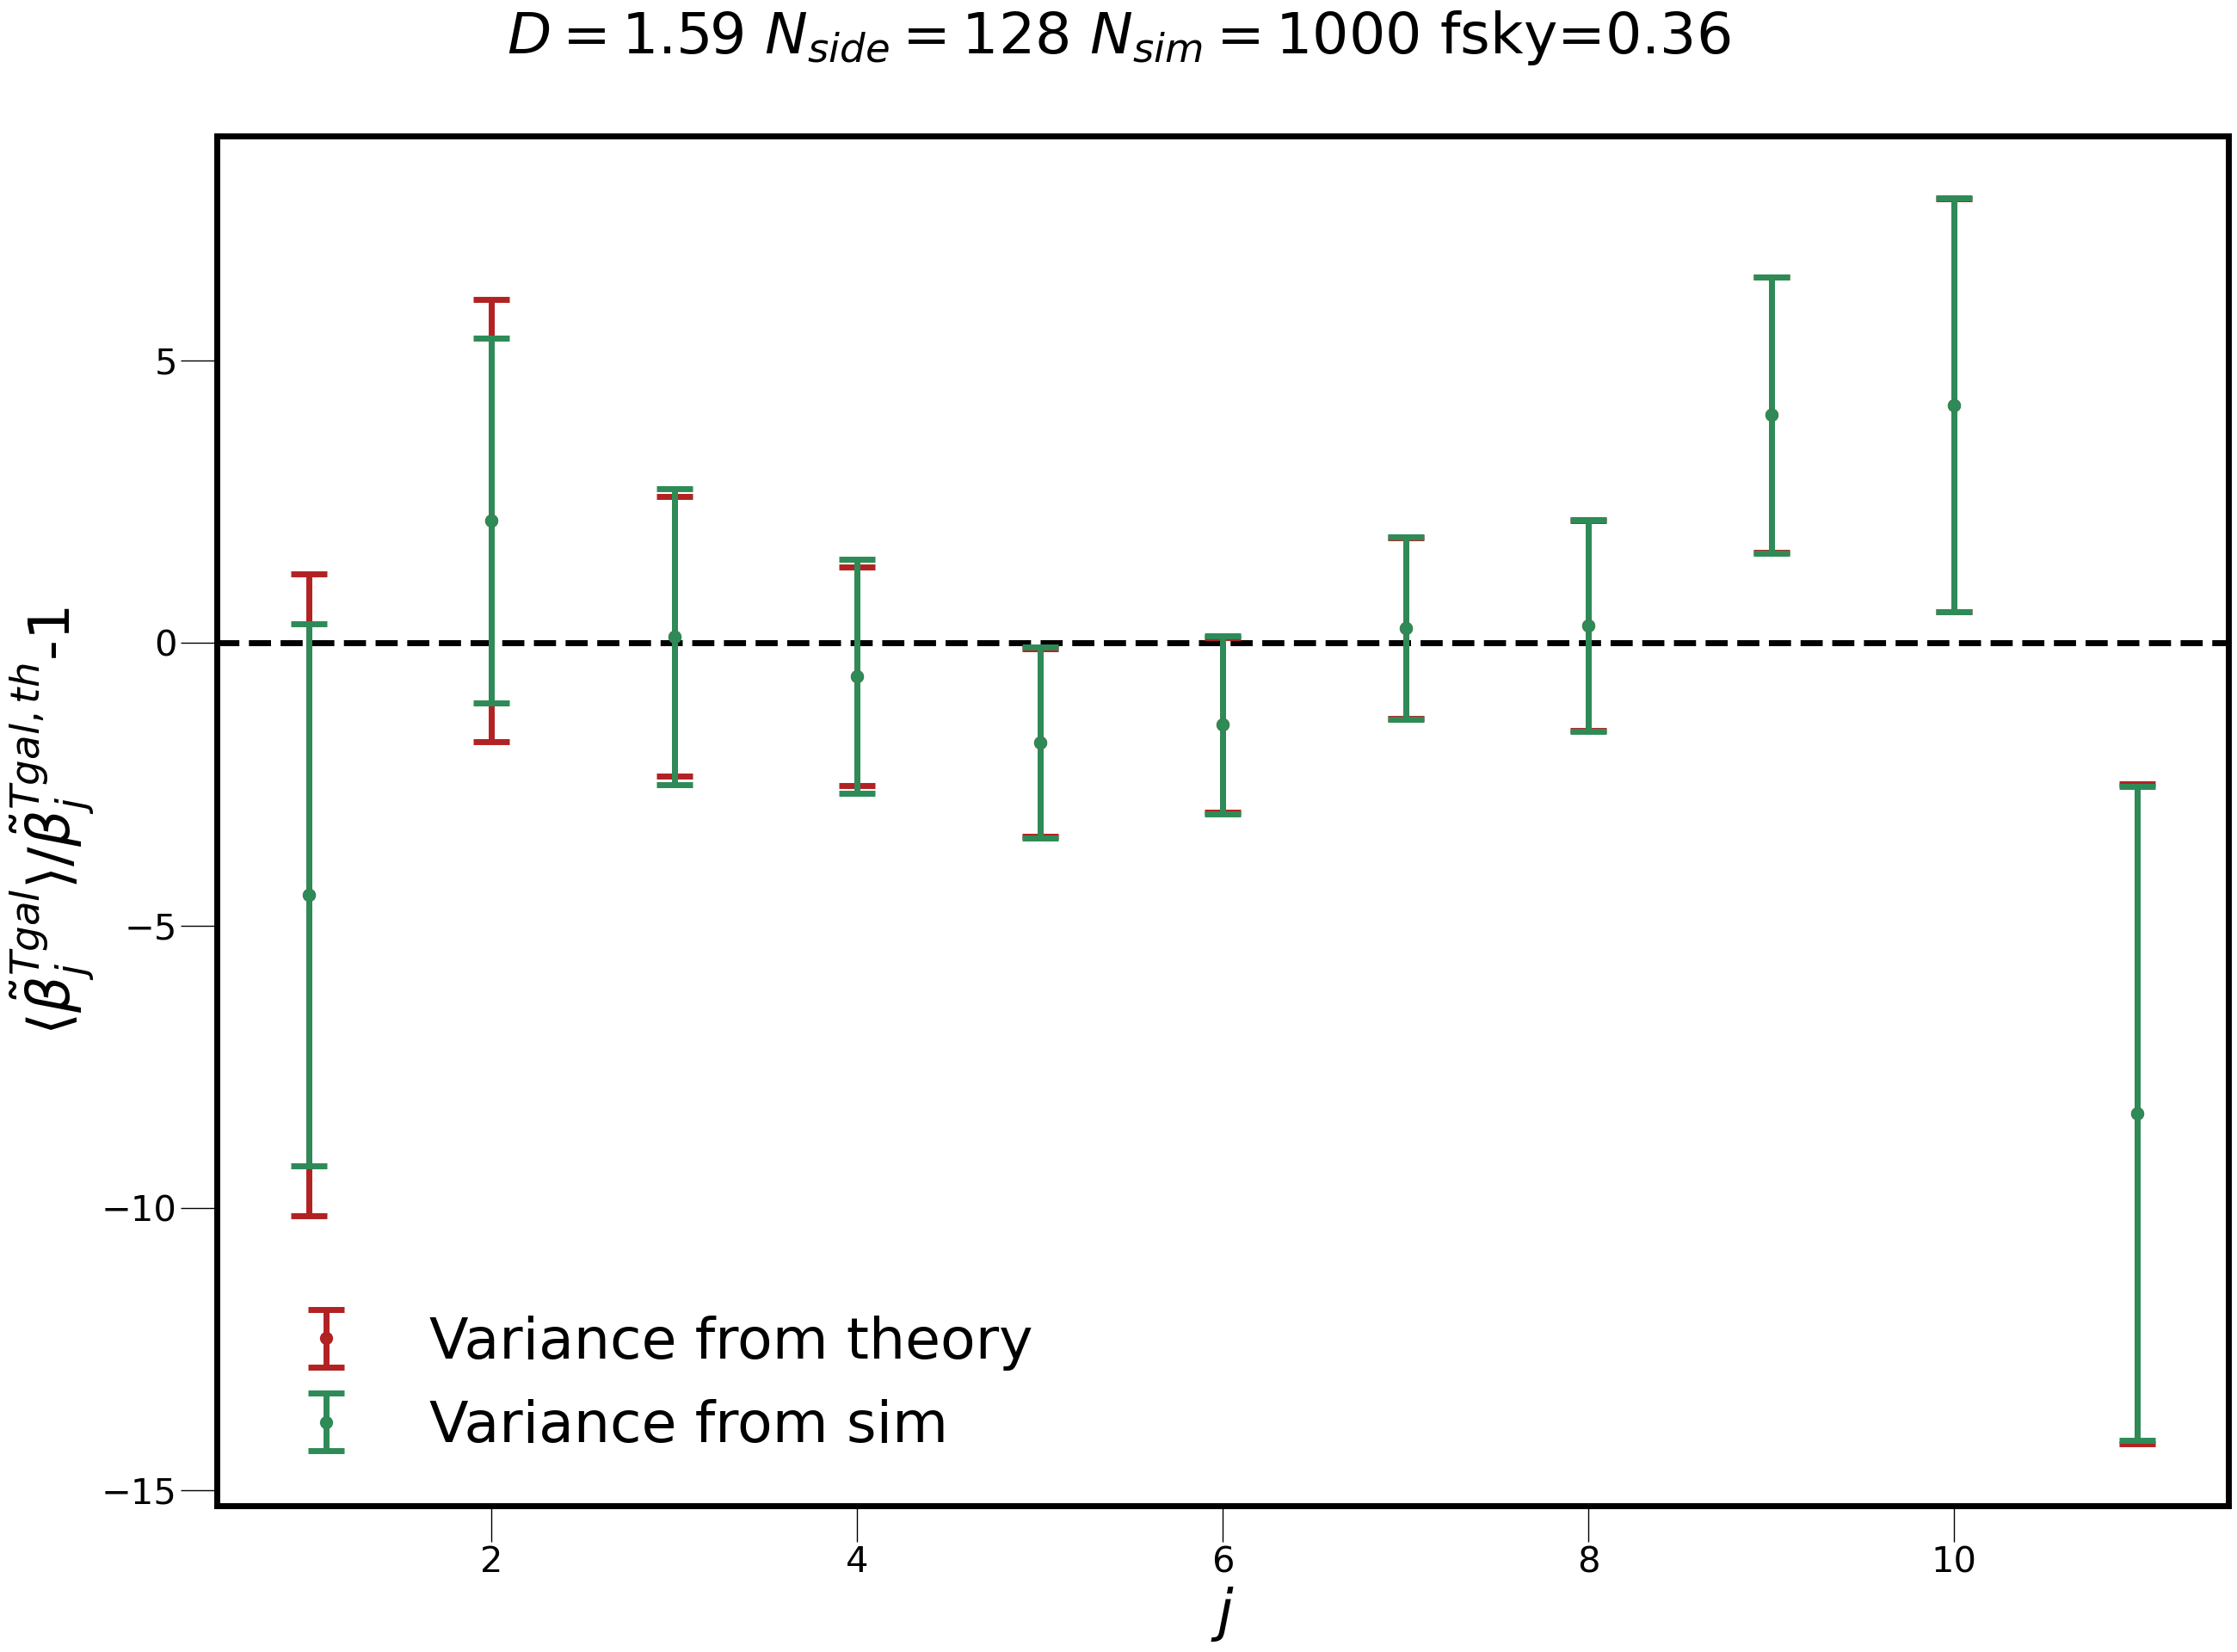 D = 1.59 N_side = 128 N_sim = 1000 fsky=0.36
⟨β̃_j^Tgal⟩/β̃_j^Tgal,th-1
5
0
−5
−10
−15
Variance from theory
Variance from sim
2 4 6 8 10
j